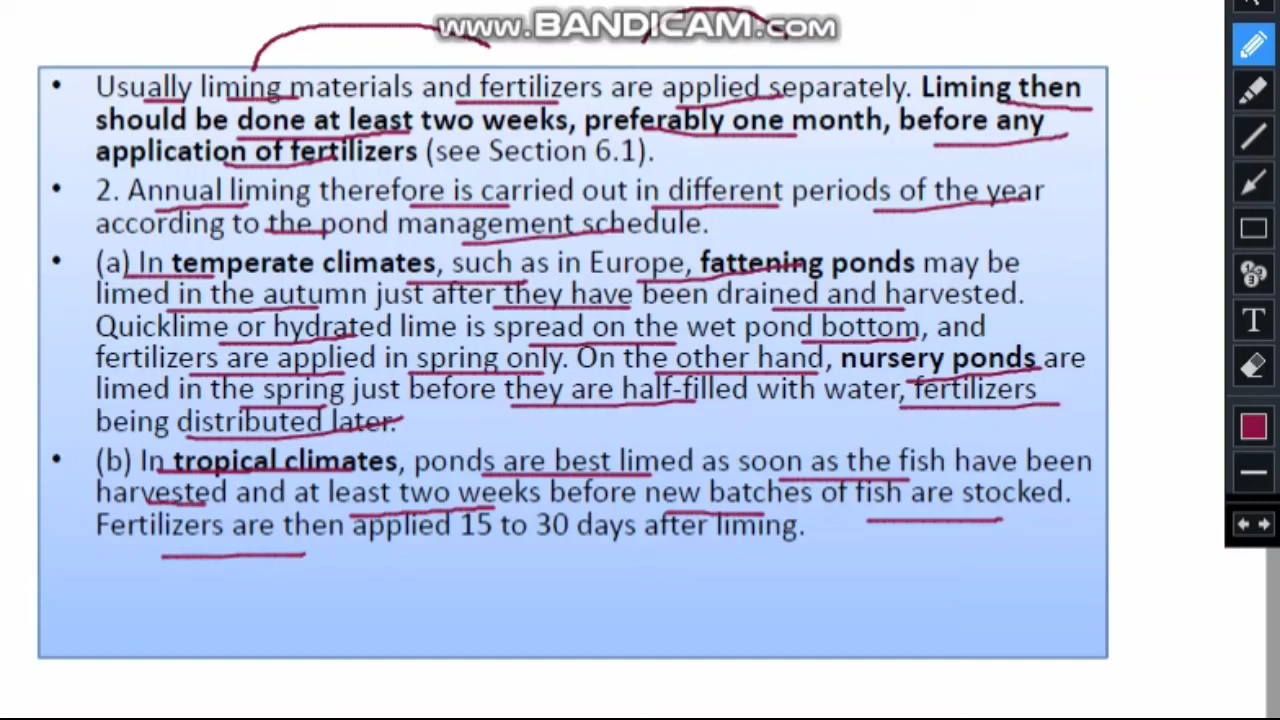 www.BANDICAM.com
• Usually liming materials and fertilizers are applied separately. Liming then
should be done at least two weeks, preferably one month, before any
application of fertilizers (see Section 6.1).
• 2. Annual liming therefore is carried out in different periods of the year
according to the pond management schedule.
• (a) In temperate climates, such as in Europe, fattening ponds may be
limed in the autumn just after they have been drained and harvested.
Quicklime or hydrated lime is spread on the wet pond bottom, and
fertilizers are applied in spring only. On the other hand, nursery ponds are
limed in the spring just before they are half-filled with water, fertilizers
being distributed later.
• (b) In tropical climates, ponds are best limed as soon as the fish have been
harvested and at least two weeks before new batches of fish are stocked.
Fertilizers are then applied 15 to 30 days after liming.
T